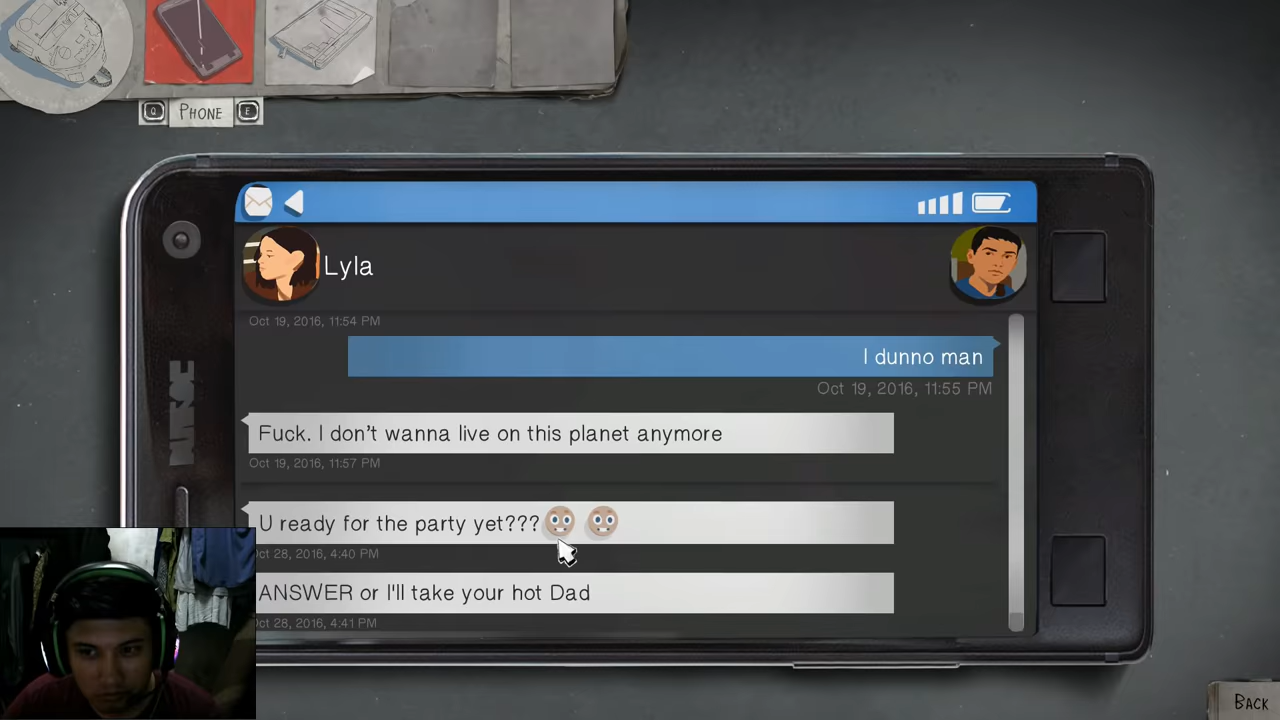 Q PHONE E
Lyla
Oct 19, 2016, 11:54 PM
I dunno man
Oct 19, 2016, 11:55 PM
Fuck. I don't wanna live on this planet anymore
Oct 19, 2016, 11:57 PM
U ready for the party yet???
Oct 28, 2016, 4:40 PM
ANSWER or I'll take your hot Dad
Oct 28, 2016, 4:41 PM
BACK